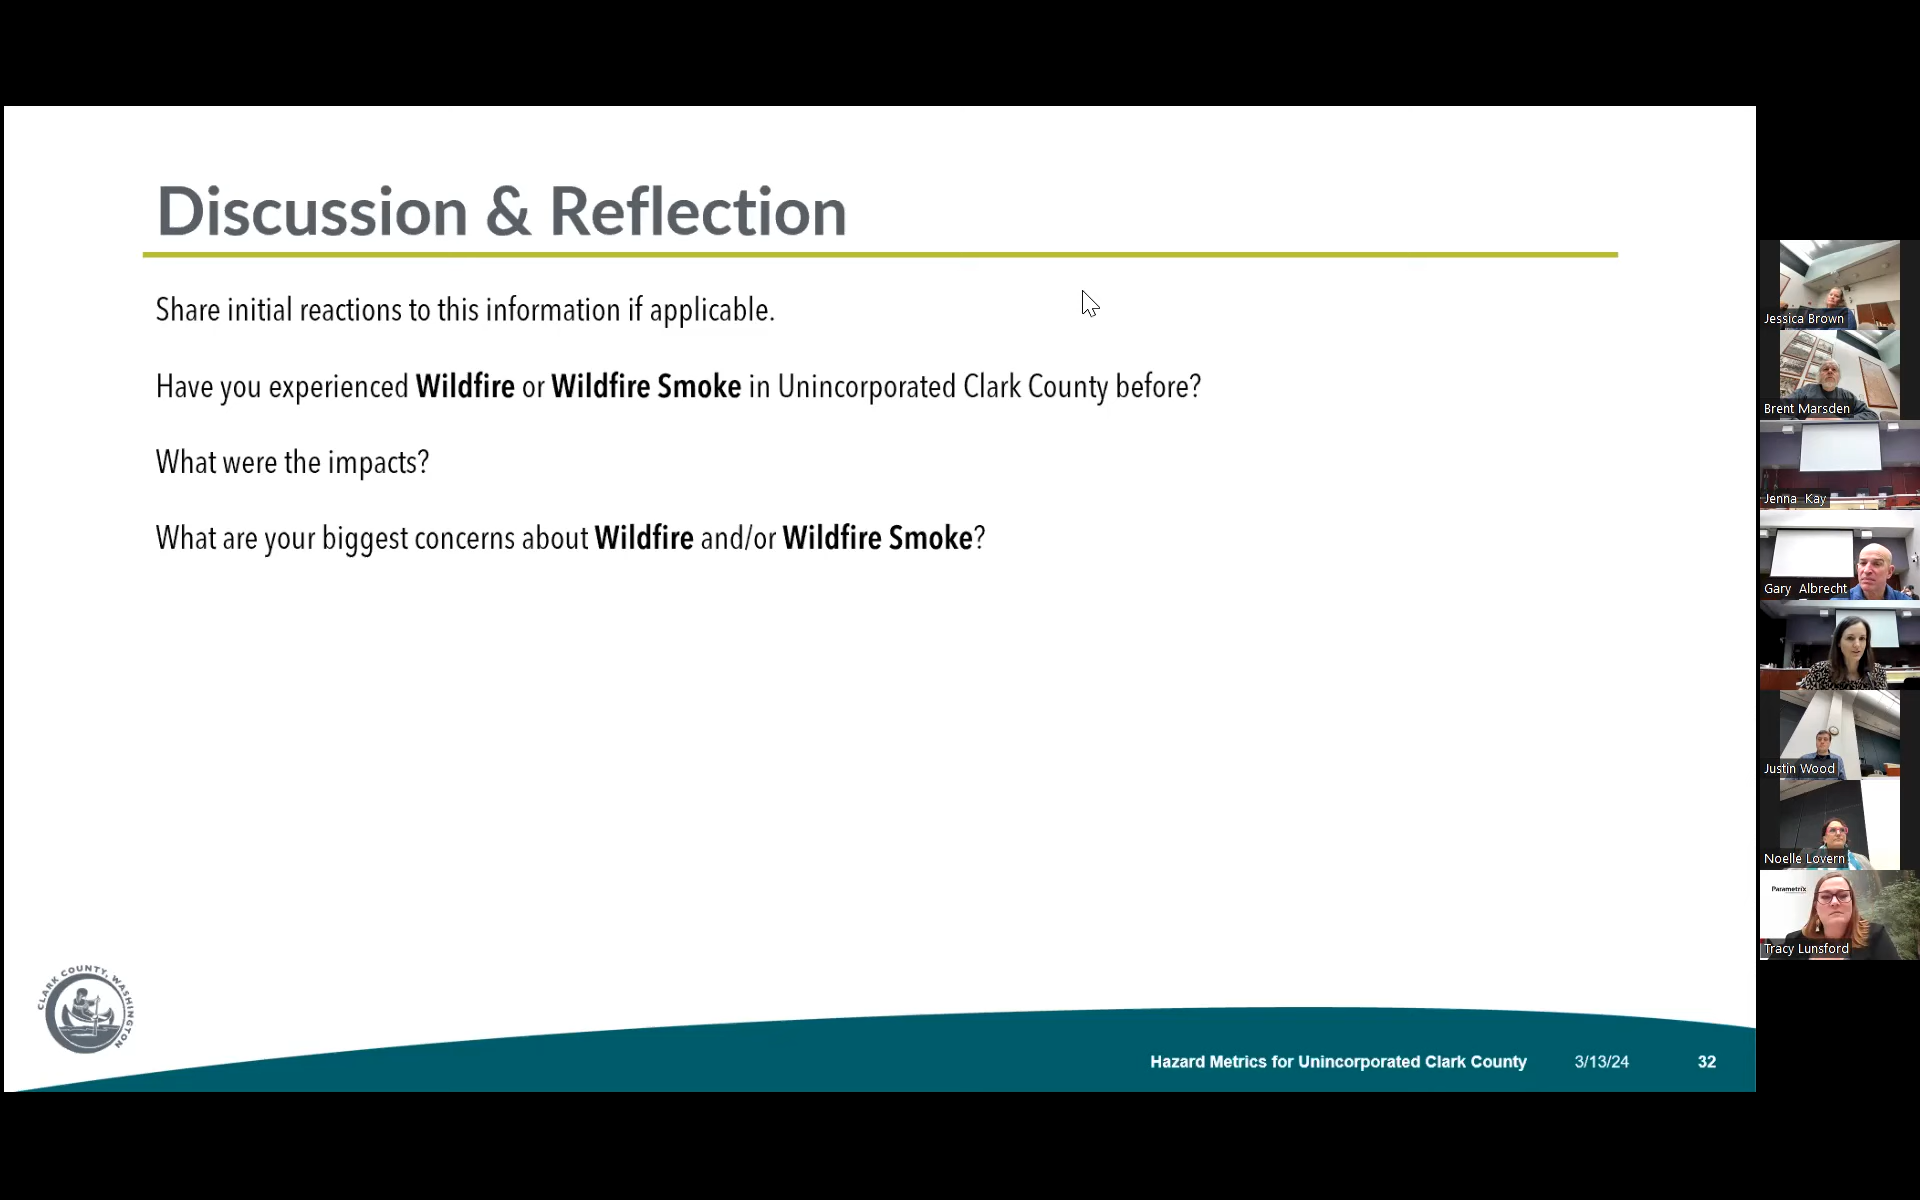 Discussion & Reflection
Share initial reactions to this information if applicable.
Have you experienced Wildfire or Wildfire Smoke in Unincorporated Clark County before?
What were the impacts?
What are your biggest concerns about Wildfire and/or Wildfire Smoke?
CLARK COUNTY, WASHINGTON
Hazard Metrics for Unincorporated Clark County 3/13/24 32
Jessica Brown
Brent Marsden
Jenna Kay
Gary Albrecht
Justin Wood
Noelle Lovern
Parametrix
Tracy Lunsford